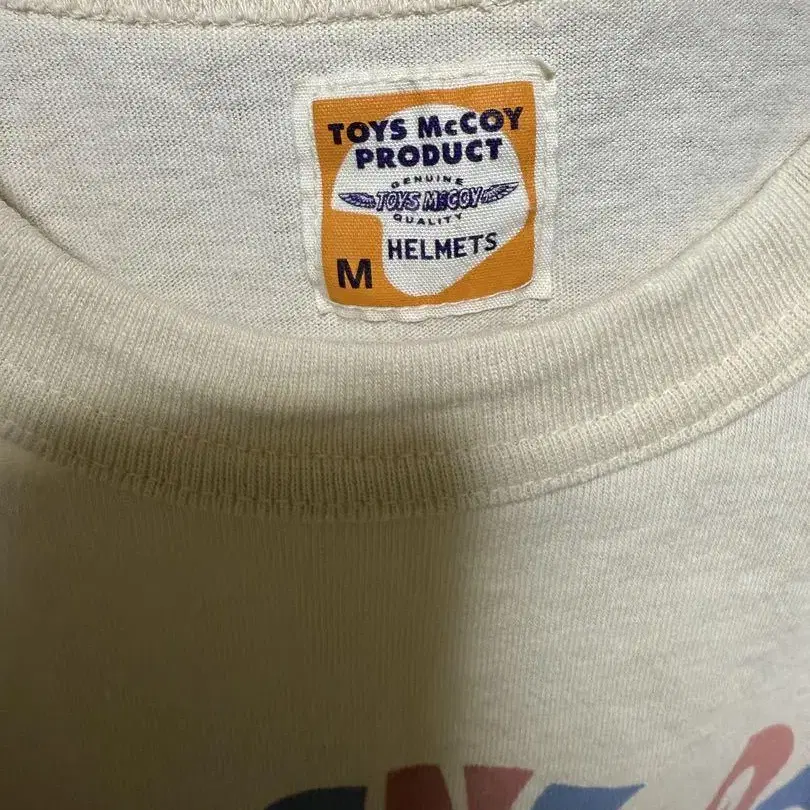 TOYS McCOY
PRODUCT
GENUINE
TOYS McCOY
QUALITY
HELMETS
M